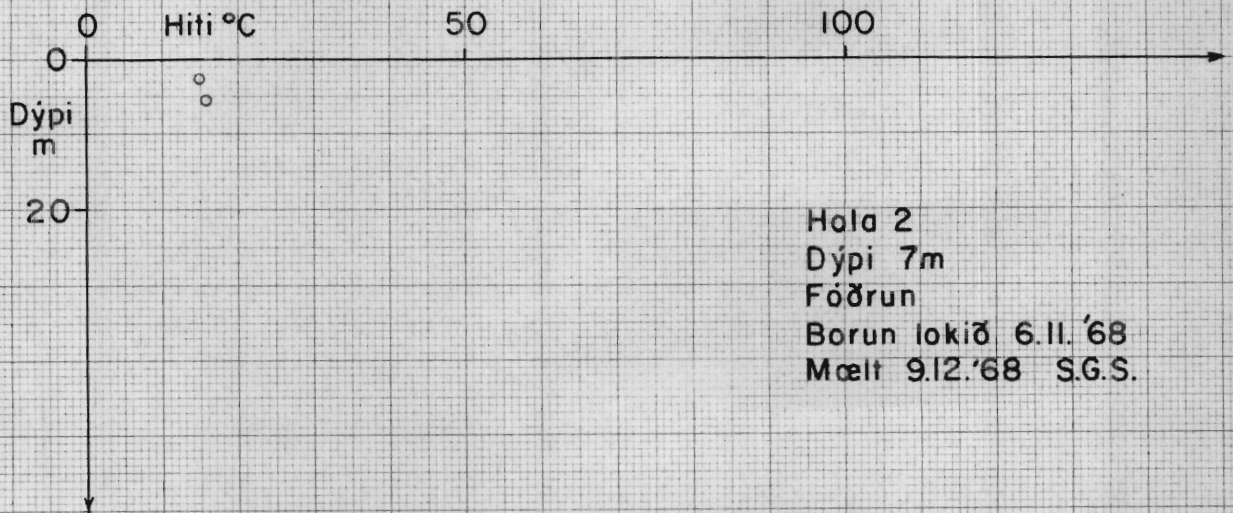 0 Hiti °C 50 100
0
Dýpi
m
20
Hola 2
Dýpi 7m
Fóðrun
Borun lokið 6.11.'68
Mælt 9.12.'68 S.G.S.